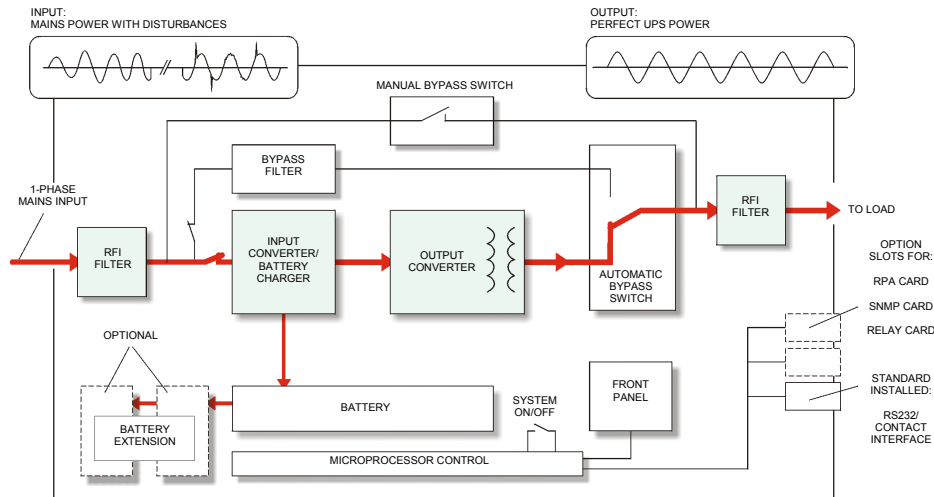 INPUT:
MAINS POWER WITH DISTURBANCES
OUTPUT:
PERFECT UPS POWER
MANUAL BYPASS SWITCH
BYPASS
FILTER
1-PHASE
MAINS INPUT
RFI
FILTER
INPUT
CONVERTER/
BATTERY
CHARGER
OUTPUT
CONVERTER
AUTOMATIC
BYPASS
SWITCH
RFI
FILTER
TO LOAD
OPTION
SLOTS FOR:
RPA CARD
SNMP CARD
RELAY CARD
STANDARD
INSTALLED:
RS232/
CONTACT
INTERFACE
OPTIONAL
BATTERY
EXTENSION
BATTERY
SYSTEM
ON/OFF
FRONT
PANEL
MICROPROCESSOR CONTROL